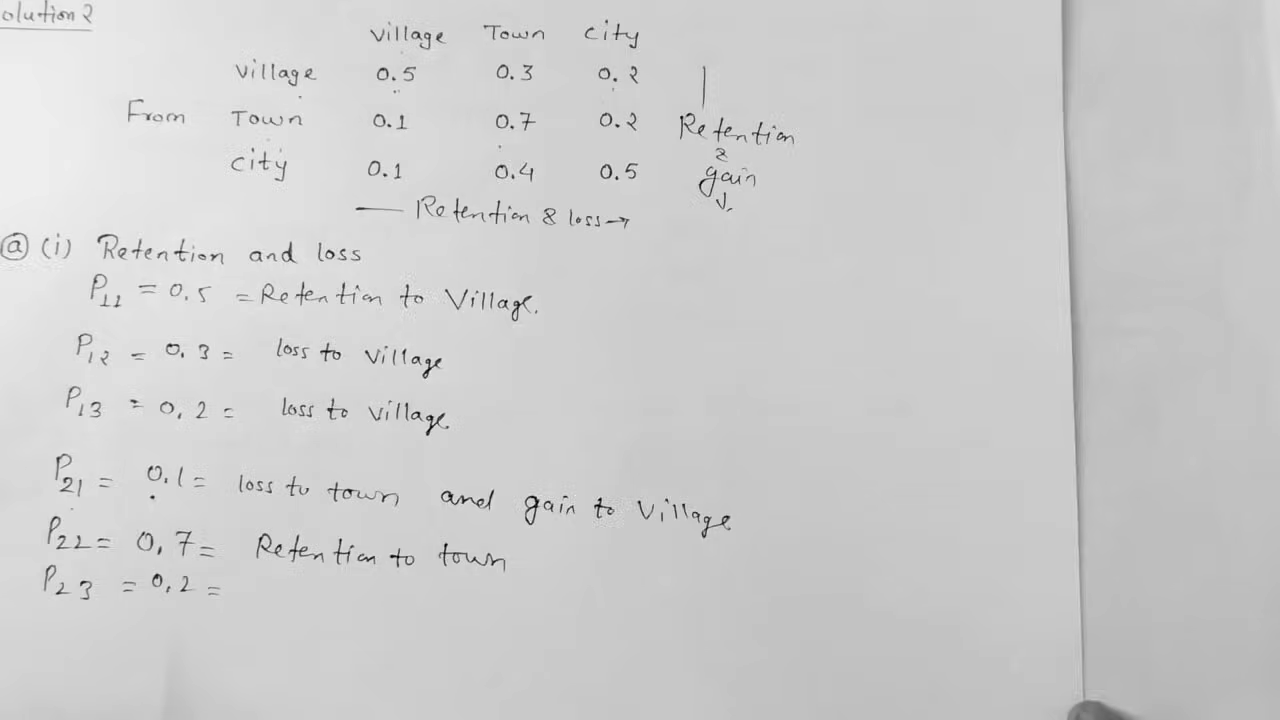 olution 2
village Town City
village 0.5 0.3 0.2
From Town 0.1 0.7 0.2 Retention
&
City 0.1 0.4 0.5 gain
Retention & loss →
ⓐ (i) Retention and loss
P11 = 0.5 = Retention to Village.
P12 = 0.3 = loss to village
P13 = 0.2 = loss to village
P21 = 0.1 = loss to town and gain to village
P22 = 0.7 = Retention to town
P23 = 0.2 =